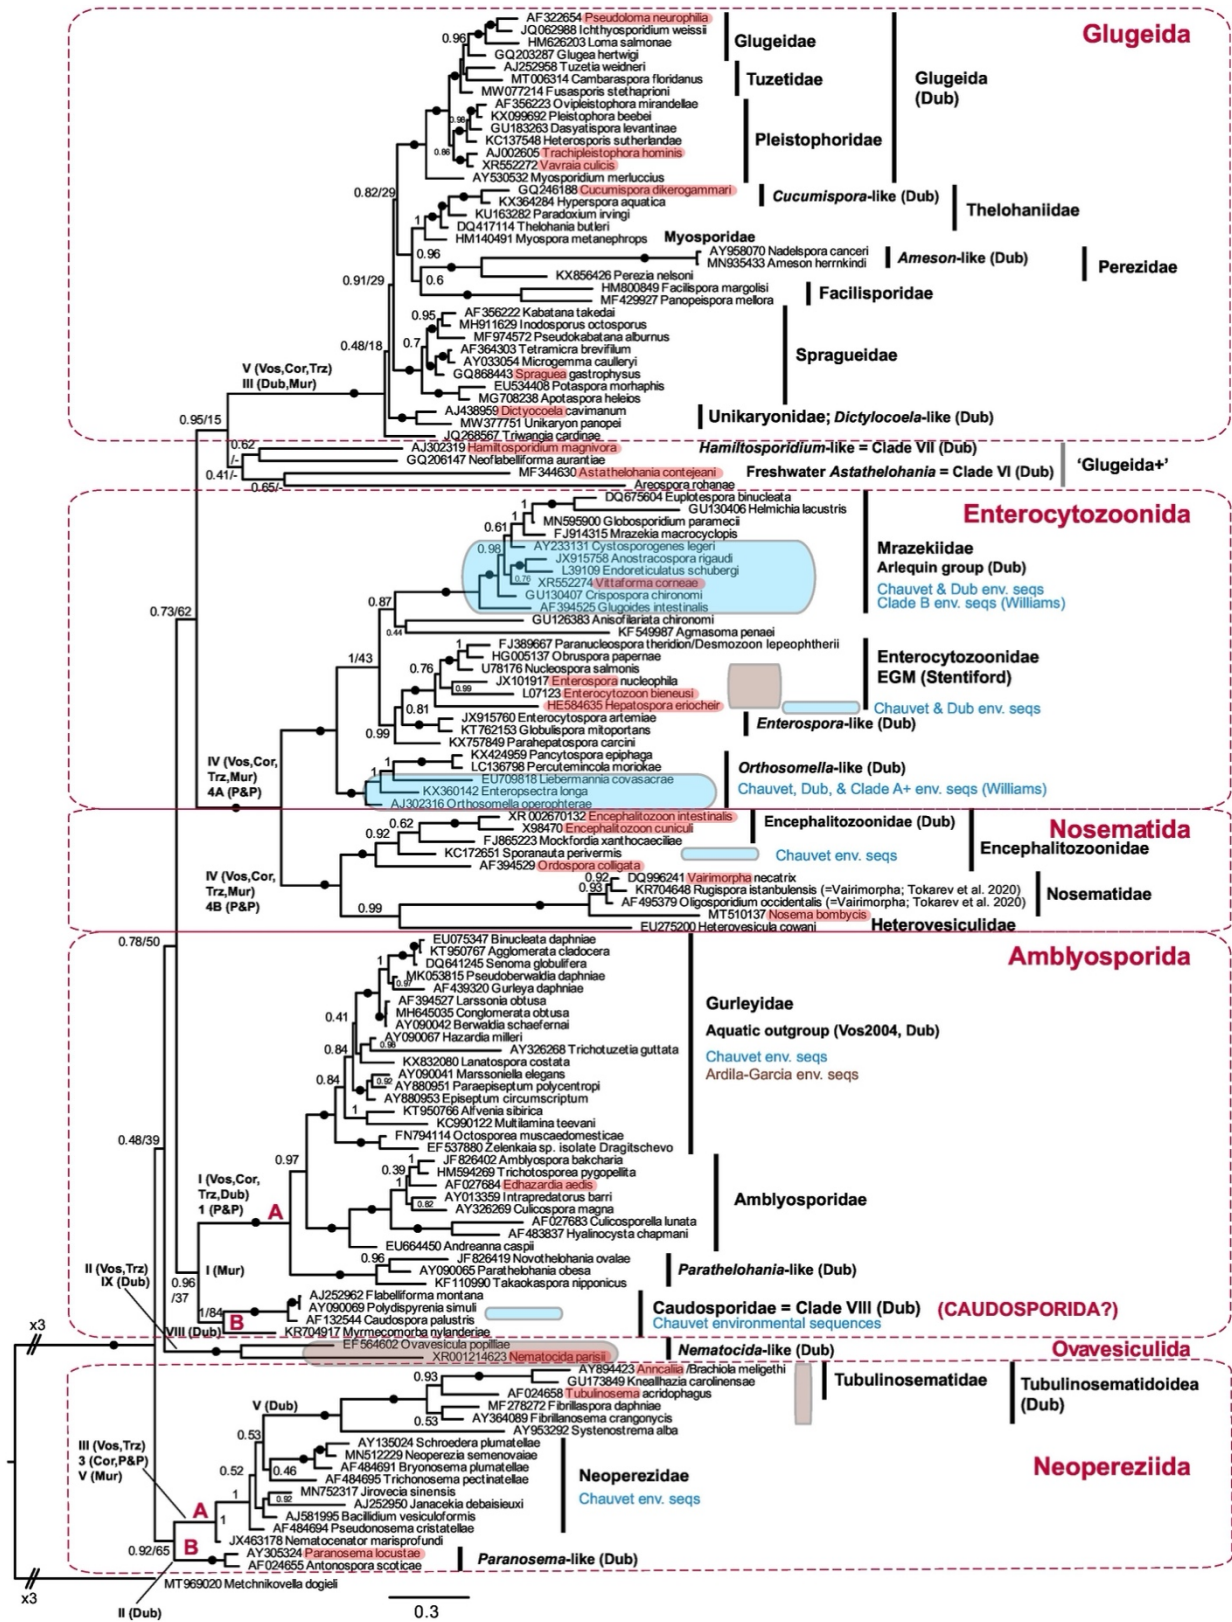 Glugeida
AF322654 Pseudoloma neurophilia
JQ062988 Ichthyosporidium weissii
HM626203 Loma salmonae
GQ203287 Glugea hertwigi
Glugeidae
AJ252958 Tuzetia weidneri
MT006314 Cambaraspora floridanus
MW077214 Fusasporis stethaprioni
Tuzetidae
Glugeida
(Dub)
AF356223 Ovipleistophora mirandellae
KX099692 Pleistophora beebei
GU183263 Dasyatispora levantinae
KC137548 Heterosporis sutherlandae
AJ002605 Trachipleistophora hominis
XR552272 Vavraia culicis
AY530532 Myosporidium merluccius
Pleistophoridae
0.96
0.98
0.86
0.82/29
GQ246188 Cucumispora dikerogammari
KX364284 Hyperspora aquatica
KU163282 Paradoxium irvingi
DQ417114 Thelohania butleri
HM140491 Myospora metanephrops
Cucumispora-like (Dub)
Thelohaniidae
Myosporidae
1
0.96
0.6
0.91/29
AY958070 Nadelspora canceri
MN935433 Ameson herrnkindi
KX856426 Perezia nelsoni
Ameson-like (Dub)
Perezidae
HM800849 Facilispora margolisi
MF429927 Panopeispora mellora
Facilisporidae
AF356222 Kabatana takedai
MH911629 Inodosporus octosporus
MF974572 Pseudokabatana alburnus
AF364303 Tetramicra brevifilum
AY033054 Microgemma caulleryi
GQ868443 Spraguea gastrophysus
EU534408 Potaspora morhaphis
MG708238 Apotaspora heleios
Spragueidae
0.95
0.7
0.48/18
V (Vos,Cor,Trz)
III (Dub,Mur)
AJ438959 Dictyocoela cavimanum
MW377751 Unikaryon panopei
JQ268567 Triwangia cardinae
Unikaryonidae; Dictylocoela-like (Dub)
0.95/15
0.62
/-
0.41/-
0.65/-
AJ302319 Hamiltosporidium magnivora
GQ206147 Neoflabelliforma aurantiae
MF344630 Astathelohania contejeani
Areospora rohanae
Hamiltosporidium-like = Clade VII (Dub)
Freshwater Astathelohania = Clade VI (Dub)
‘Glugeida+’
Enterocytozoonida
DQ675604 Euplotespora binucleata
GU130406 Helmichia lacustris
MN595900 Globosporidium paramecii
FJ914315 Mrazekia macrocyclopis
AY233131 Cystosporogenes legeri
JX915758 Anostracospora rigaudi
L39109 Endoreticulatus schubergi
XR552274 Vittaforma corneae
GU130407 Crispospora chironomi
AF394525 Glugoides intestinalis
GU126383 Anisofilariata chironomi
KF549987 Agmasoma penaei
Mrazekiidae
Arlequin group (Dub)
Chauvet & Dub env. seqs
Clade B env. seqs (Williams)
1
1
0.61
0.98
0.76
0.87
0.44
0.73/62
1/43
FJ389667 Paranucleospora theridion/Desmozoon lepeophtherii
HG005137 Obruspora papernae
U78176 Nucleospora salmonis
JX101917 Enterospora nucleophila
L07123 Enterocytozoon bieneusi
HE584635 Hepatospora eriocheir
JX915760 Enterocytospora artemiae
KT762153 Globulispora mitoportans
KX757849 Parahepatospora carcini
Enterocytozoonidae
EGM (Stentiford)
Chauvet & Dub env. seqs
Enterospora-like (Dub)
1
0.76
0.99
0.81
0.99
IV (Vos,Cor,
Trz,Mur)
4A (P&P)
KX424959 Pancytospora epiphaga
LC136798 Percutemincola moriokae
EU709818 Liebermannia covasacrae
KX360142 Enteropsectra longa
AJ302316 Orthosomella operophterae
Orthosomella-like (Dub)
Chauvet, Dub, & Clade A+ env. seqs (Williams)
1
1
Nosematida
XR 002670132 Encephalitozoon intestinalis
X98470 Encephalitozoon cuniculi
FJ865223 Mockfordia xanthocaeciliae
KC172651 Sporanauta perivermis
AF394529 Ordospora colligata
Encephalitozoonidae (Dub)
Encephalitozoonidae
Chauvet env. seqs
0.62
0.92
IV (Vos,Cor,
Trz,Mur)
4B (P&P)
0.92
0.93
0.99
DQ996241 Vairimorpha necatrix
KR704648 Rugispora istanbulensis (=Vairimorpha; Tokarev et al. 2020)
AF495379 Oligosporidium occidentalis (=Vairimorpha; Tokarev et al. 2020)
MT510137 Nosema bombycis
EU275200 Heterovesicula cowani
Nosematidae
Heterovesiculidae
0.78/50
Amblyosporida
EU075347 Binucleata daphniae
KT950767 Agglomerata cladocera
DQ641245 Senoma globulifera
MK053815 Pseudoberwaldia daphniae
AF439320 Gurleya daphniae
AF394527 Larssonia obtusa
MH645035 Conglomerata obtusa
AY090042 Berwaldia schaefernai
AY090067 Hazardia milleri
AY326268 Trichotuzetia guttata
KX832080 Lanatospora costata
AY090041 Marssoniella elegans
AY880951 Paraepiseptum polycentropi
AY880953 Episeptum circumscriptum
KT950766 Alfvenia sibirica
KC990122 Multilamina teevani
FN794114 Octosporea muscaedomesticae
EF537880 Zelenkaia sp. isolate Dragitschevo
Gurleyidae
Aquatic outgroup (Vos2004, Dub)
Chauvet env. seqs
Ardila-Garcia env. seqs
1
0.97
0.41
0.98
0.84
0.92
0.84
1
0.48/39
0.97
JF826402 Amblyospora bakcharia
HM594269 Trichotosporea pygopellita
AF027684 Edhazardia aedis
AY013359 Intrapredatorus barri
AY326269 Culicospora magna
AF027683 Culicosporella lunata
AF483837 Hyalinocysta chapmani
EU664450 Andreanna caspii
Amblyosporidae
1
0.39
1
0.82
I (Vos,Cor,
Trz,Dub)
1 (P&P)
A
JF826419 Novothelohania ovalae
AY090065 Parathelohania obesa
KF110990 Takaokaspora nipponicus
Parathelohania-like (Dub)
0.96
I (Mur)
II (Vos,Trz)
IX (Dub)
0.96
/37
1/84
B
VIII (Dub)
AJ252962 Flabelliforma montana
AY090069 Polydispyrenia simuli
AF132544 Caudospora palustris
KR704917 Myrmecomorba nylanderiae
Caudosporidae = Clade VIII (Dub) (CAUDOSPORIDA?)
Chauvet environmental sequences
x3
EF564602 Ovavesicula popilliae
XR001214623 Nematocida parisii
Nematocida-like (Dub)
Ovavesiculida
AY894423 Anncaliia /Brachiola meligethi
GU173849 Kneallhazia carolinensae
AF024658 Tubulinosema acridophagus
MF278272 Fibrillaspora daphniae
AY364089 Fibrillanosema crangonycis
AY953292 Systenostrema alba
Tubulinosematidae
Tubulinosematidoidea
(Dub)
0.93
0.53
V (Dub)
AY135024 Schroedera plumatellae
MN512229 Neoperezia semenovaiae
AF484691 Bryonosema plumatellae
AF484695 Trichonosema pectinatellae
MN752317 Jirovecia sinensis
AJ252950 Janacekia debaisieuxi
AJ581995 Bacillidium vesiculoformis
AF484694 Pseudonosema cristatellae
JX463178 Nematocenator marisprofundi
Neoperezidae
Chauvet env. seqs
Neopereziida
0.53
0.46
0.52
0.92
1
1
III (Vos,Trz)
3 (Cor,P&P)
V (Mur)
A
B
0.92/65
AY305324 Paranosema locustae
AF024655 Antonospora scoticae
Paranosema-like (Dub)
MT969020 Metchnikovella dogieli
x3
II (Dub)
0.3